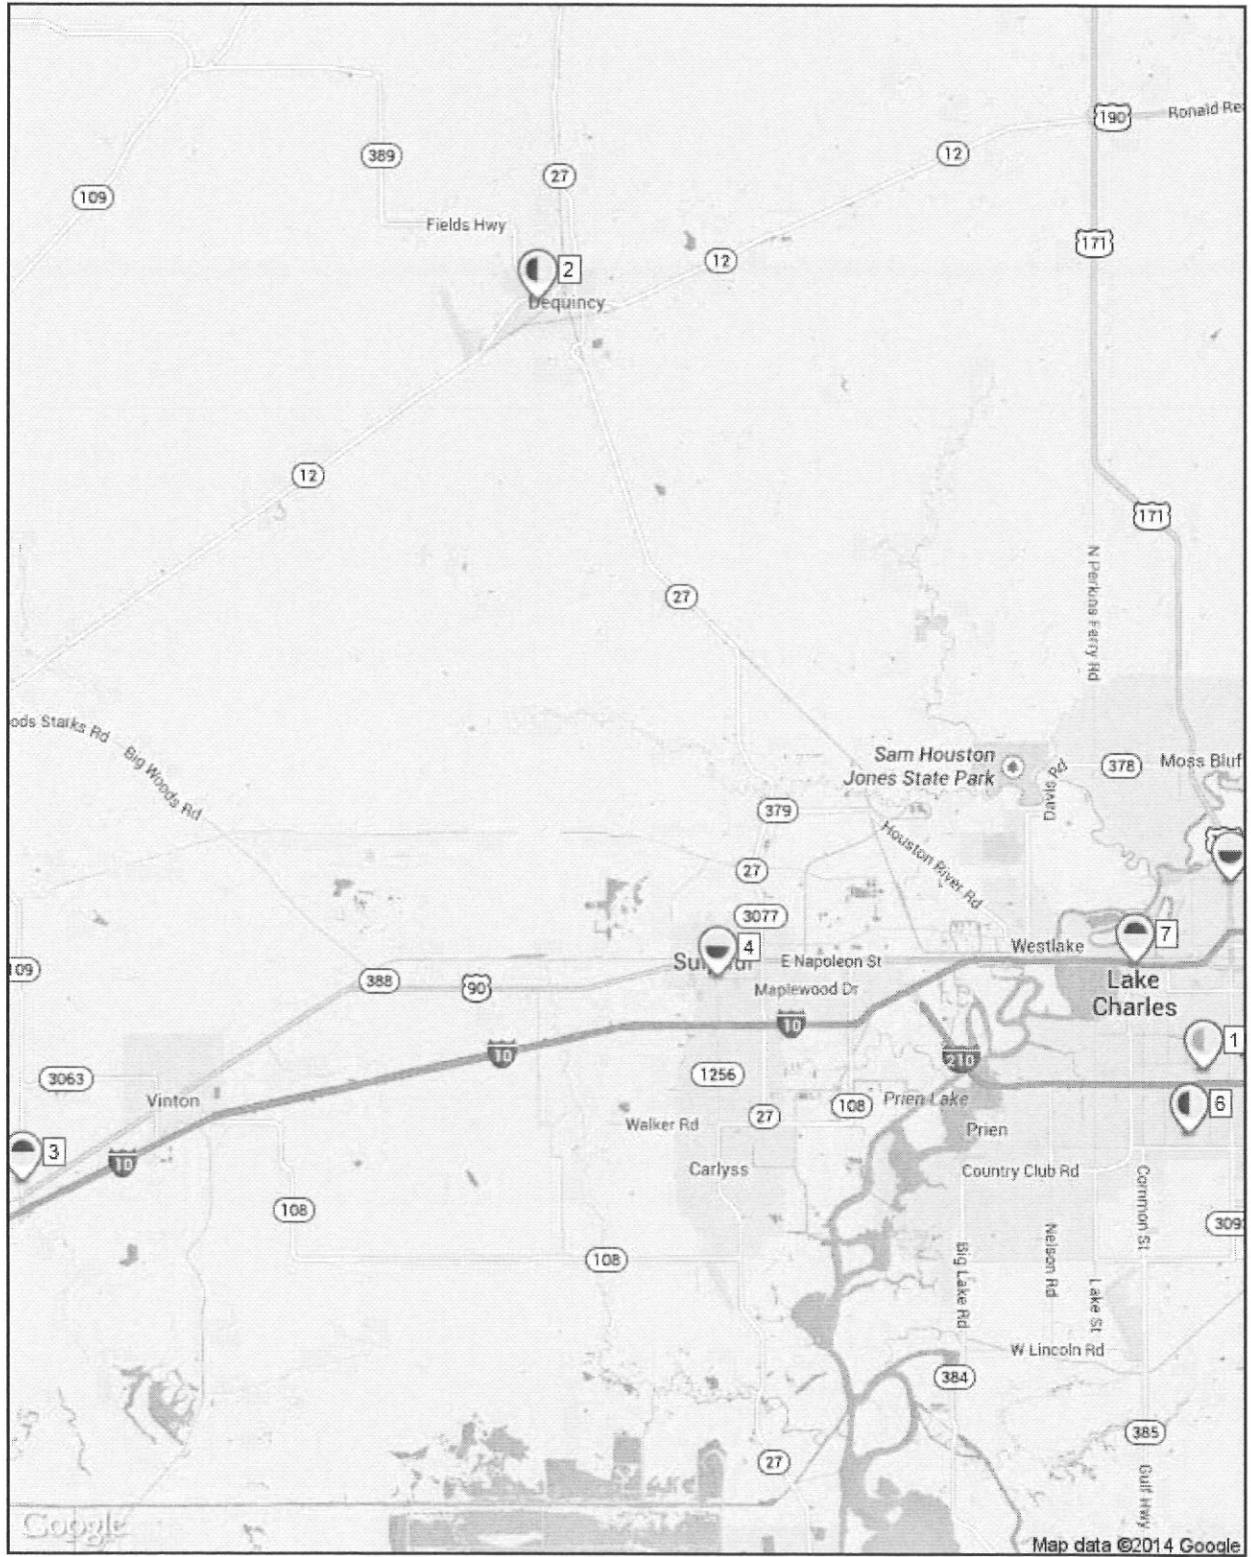 190
Ronald Re
12
389
27
109
Fields Hwy
171
12
2
Dequincy
12
171
N Perkins Ferry Rd
27
ods Starks Rd
Big Woods Rd
Sam Houston
Jones State Park
Davis Rd
378
Moss Bluf
379
Houston River Rd
27
3077
4
7
Westlake
E Napoleon St
109
388
90
Maplewood Dr
Lake
Charles
10
10
1
210
1256
3063
Vinton
27
108
Prien Lake
6
Walker Rd
Prien
3
10
Carlyss
Country Club Rd
Common St
108
309
Nelson Rd
108
Big Lake Rd
Lake St
W Lincoln Rd
384
385
27
Gulf Hwy
Google
Map data ©2014 Google